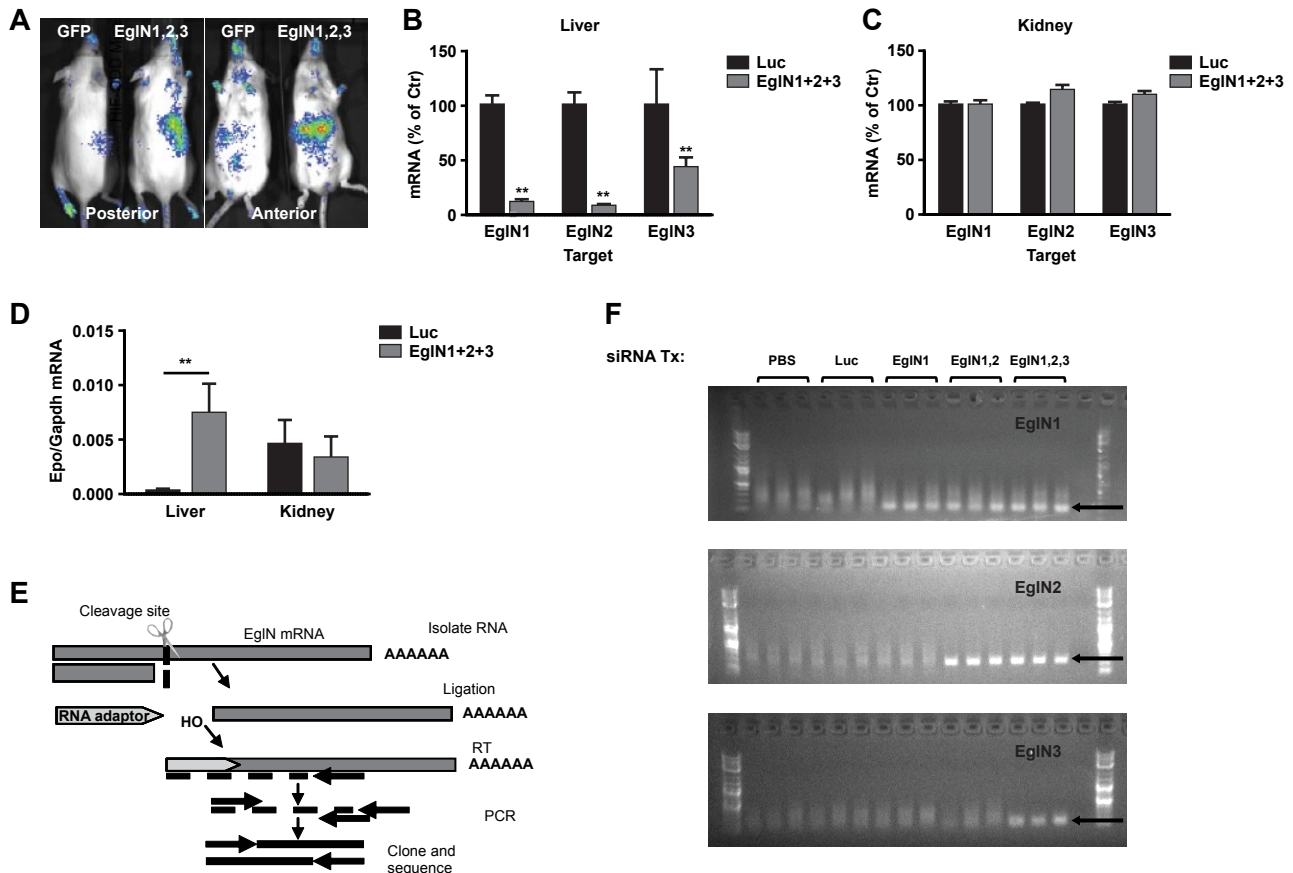 A
GFP EglN1,2,3
GFP EglN1,2,3
Posterior
Anterior
B
Liver
mRNA (% of Ctr)
150
100
50
0
**
**
**
EglN1 EglN2 EglN3
Target
Luc
EglN1+2+3
C
Kidney
mRNA (% of Ctr)
150
100
50
0
EglN1 EglN2 EglN3
Target
Luc
EglN1+2+3
D
Epo/Gapdh mRNA
0.015
0.010
0.005
0.000
**
Liver Kidney
Luc
EglN1+2+3
E
Cleavage site
EglN mRNA
Isolate RNA
AAAAAA
Ligation
RNA adaptor
HO
AAAAAA
RT
AAAAAA
PCR
Clone and
sequence
F
siRNA Tx:
PBS Luc EglN1 EglN1,2 EglN1,2,3
EglN1
EglN2
EglN3